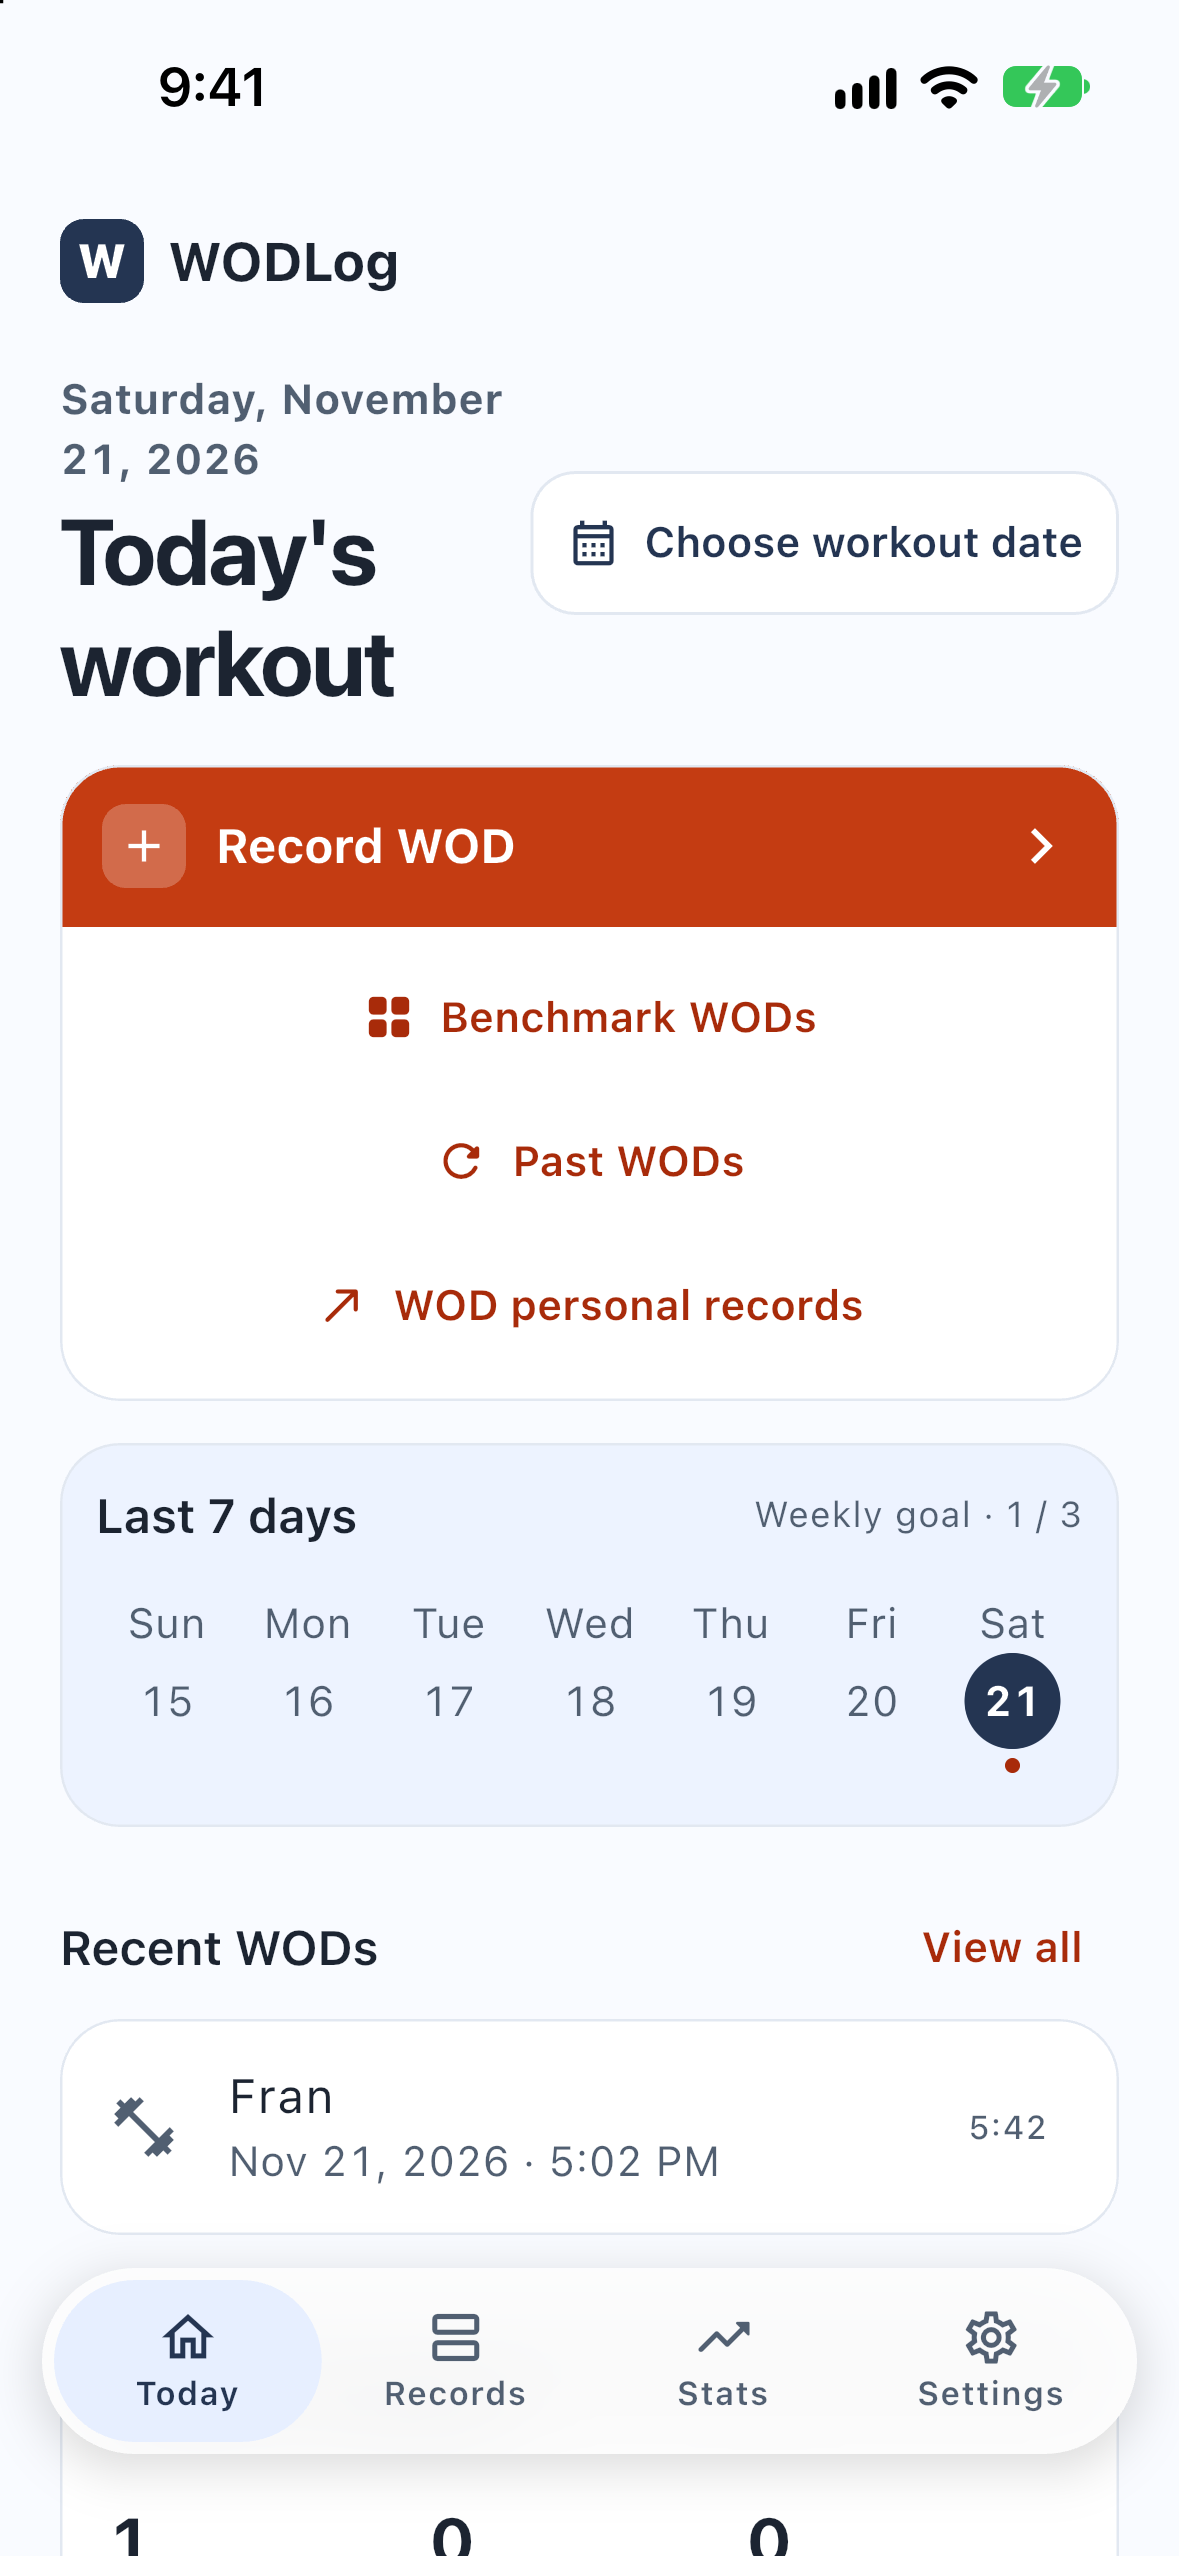 9:41
W WODLog
Saturday, November
21, 2026
Today's
workout
Choose workout date
Record WOD
Benchmark WODs
Past WODs
WOD personal records
Last 7 days
Weekly goal · 1 / 3
Sun Mon Tue Wed Thu Fri Sat
15 16 17 18 19 20 21
Recent WODs
View all
Fran
Nov 21, 2026 · 5:02 PM
5:42
Today Records Stats Settings
1 0 0